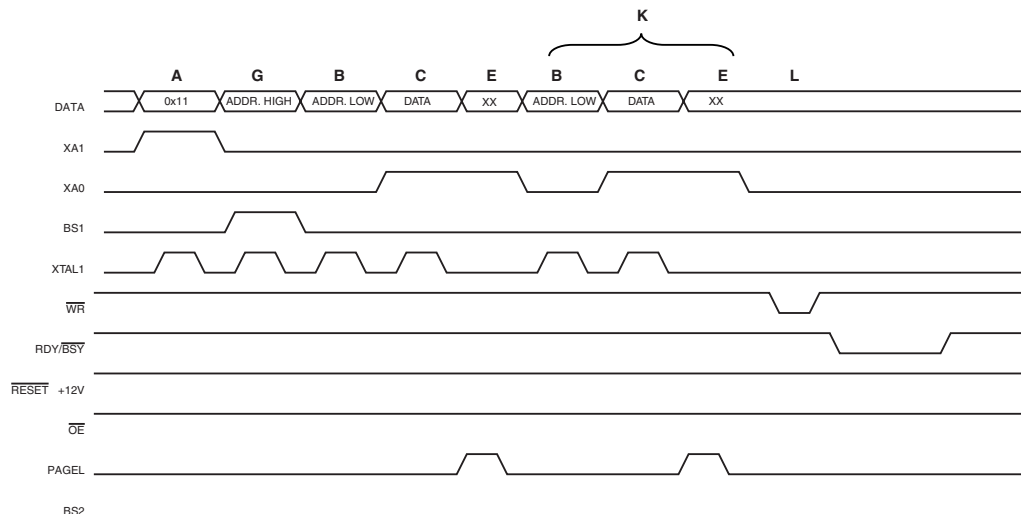 K
A G B C E B C E L
DATA 0x11 ADDR. HIGH ADDR. LOW DATA XX ADDR. LOW DATA XX
XA1
XA0
BS1
XTAL1
WR
RDY/BSY
RESET +12V
OE
PAGEL
BS2